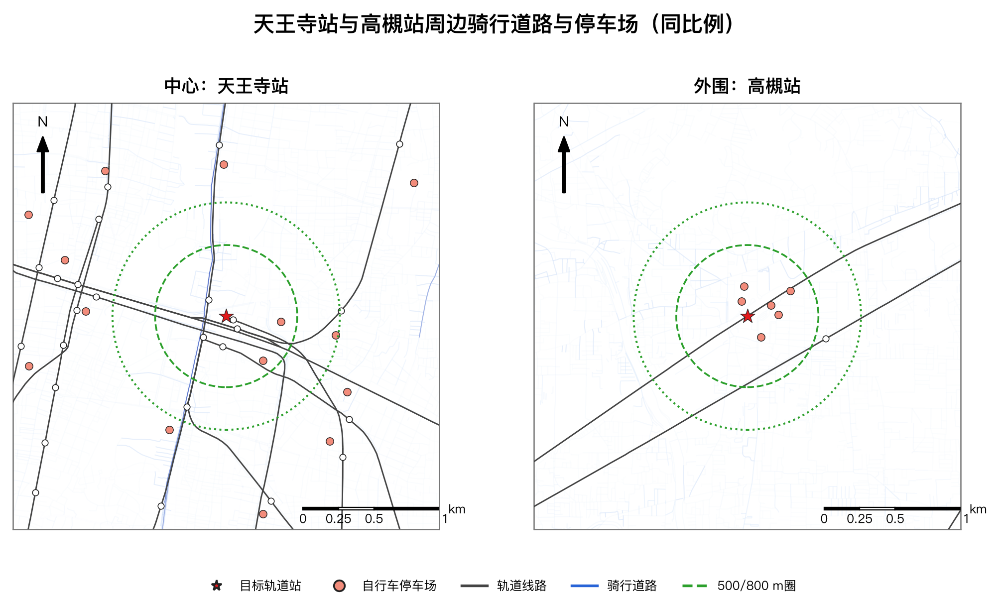 天王寺站与高槻站周边骑行道路与停车场（同比例）
中心：天王寺站
外围：高槻站
N
N
km
0
0.25
0.5
1
km
0
0.25
0.5
1
目标轨道站
自行车停车场
轨道线路
骑行道路
500/800 m圈